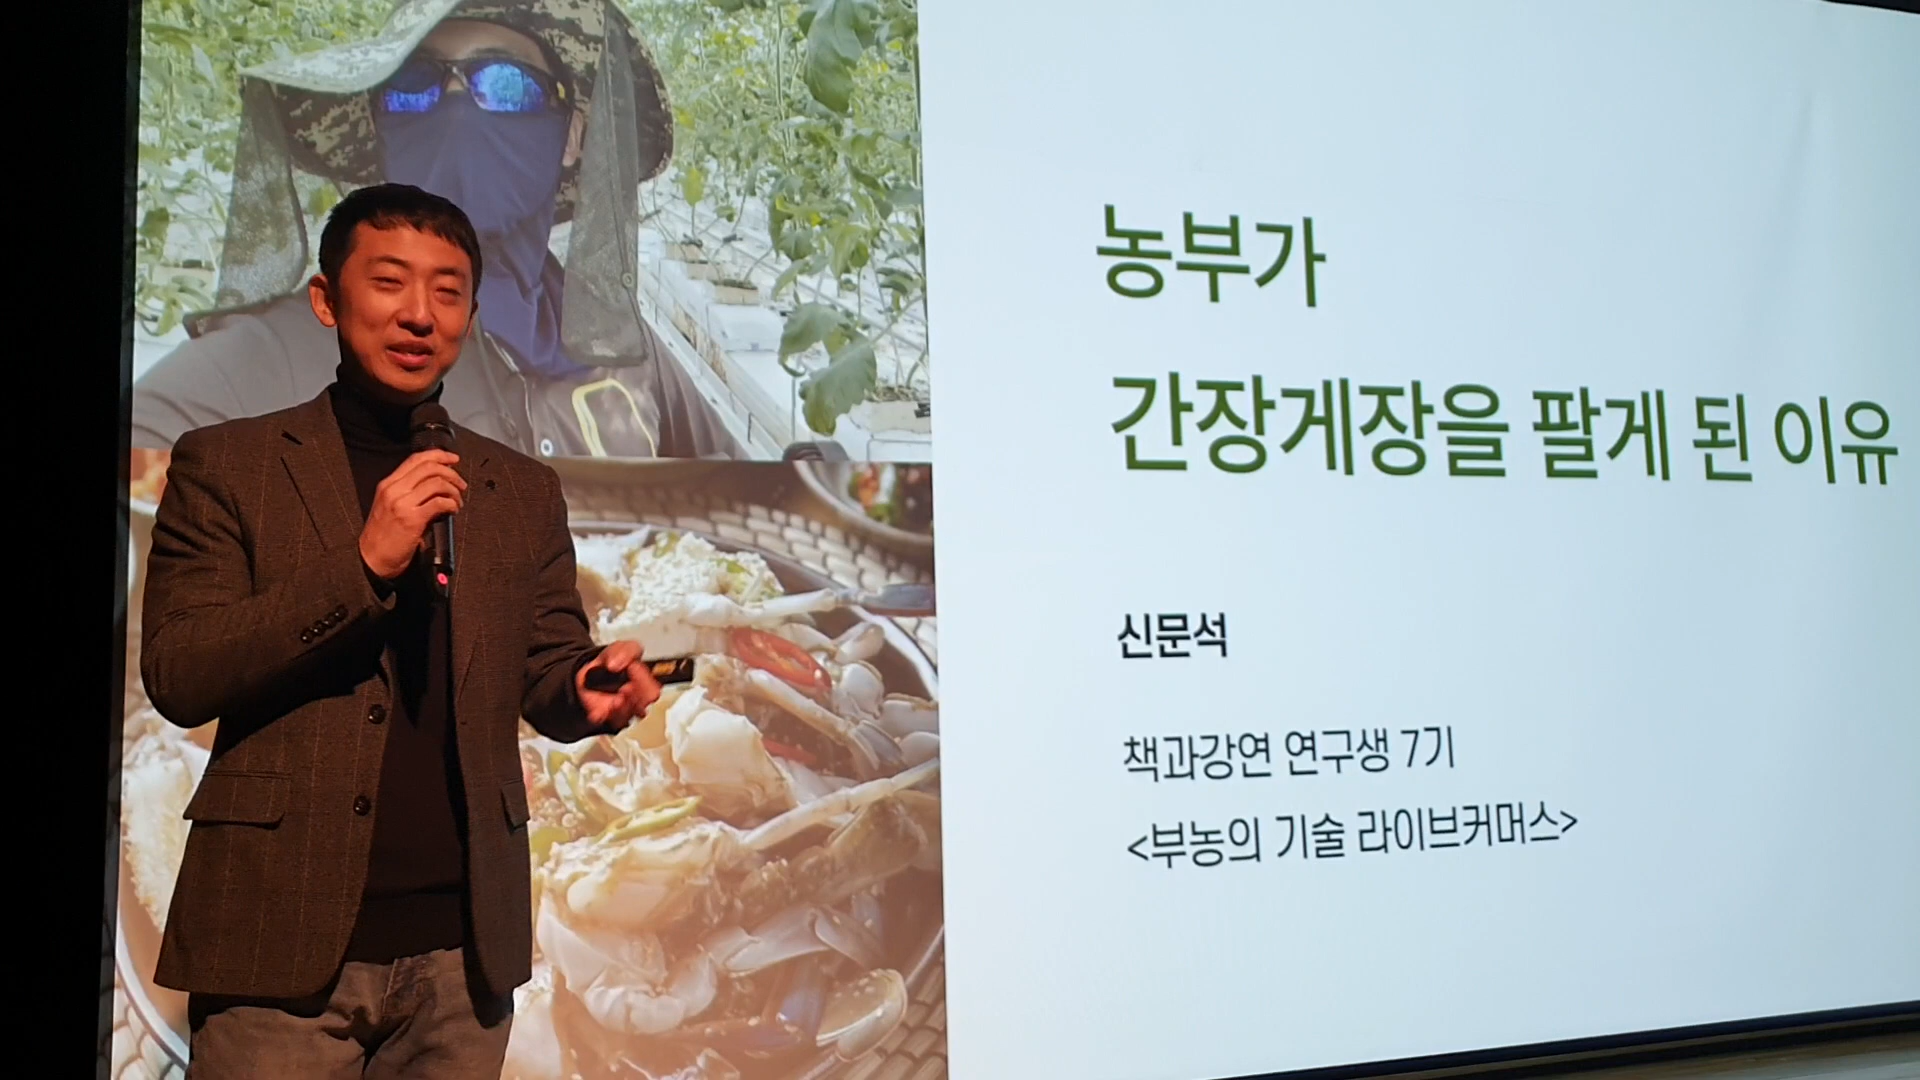 농부가
간장게장을 팔게 된 이유
신문석
책과강연 연구생 7기
<부농의 기술 라이브커머스>